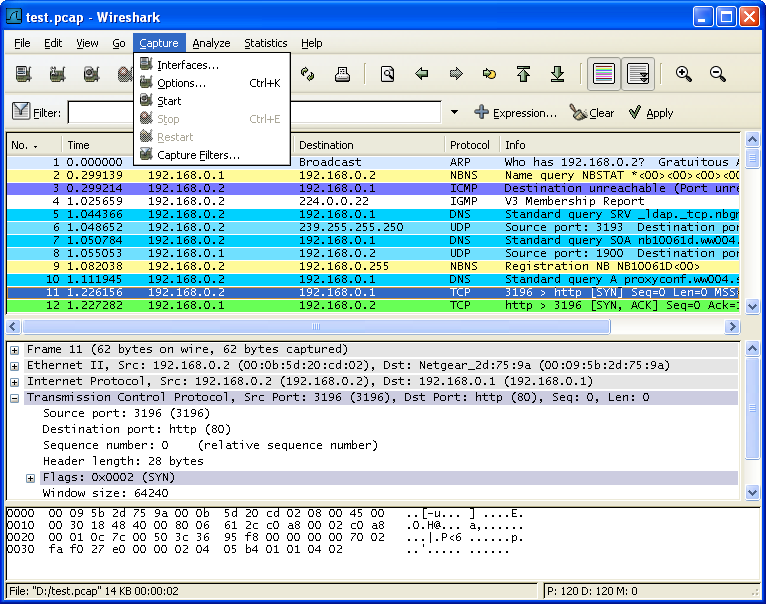 test.pcap - Wireshark
File Edit View Go Capture Analyze Statistics Help
Interfaces...
Options... Ctrl+K
Start
Stop Ctrl+E
Restart
Capture Filters...
Filter: Expression... Clear Apply
No. Time Destination Protocol Info
1 0.000000 Broadcast ARP Who has 192.168.0.2? Gratuitous A
2 0.299139 192.168.0.1 192.168.0.2 NBNS Name query NBSTAT *<00><00><00><00
3 0.299214 192.168.0.2 192.168.0.1 ICMP Destination unreachable (Port unre
4 1.025659 192.168.0.2 224.0.0.22 IGMP V3 Membership Report
5 1.044366 192.168.0.2 192.168.0.1 DNS Standard query SRV _ldap._tcp.nbgm
6 1.048652 192.168.0.2 239.255.255.250 UDP Source port: 3193 Destination por
7 1.050784 192.168.0.2 192.168.0.1 DNS Standard query SOA nb10061d.ww004.
8 1.055053 192.168.0.1 192.168.0.2 UDP Source port: 1900 Destination por
9 1.082038 192.168.0.2 192.168.0.255 NBNS Registration NB NB10061D<00>
10 1.111945 192.168.0.2 192.168.0.1 DNS Standard query A proxyconf.ww004.s
11 1.226156 192.168.0.2 192.168.0.1 TCP 3196 > http [SYN] Seq=0 Len=0 MSS=
12 1.227282 192.168.0.1 192.168.0.2 TCP http > 3196 [SYN, ACK] Seq=0 Ack=1
Frame 11 (62 bytes on wire, 62 bytes captured)
Ethernet II, Src: 192.168.0.2 (00:0b:5d:20:cd:02), Dst: Netgear_2d:75:9a (00:09:5b:2d:75:9a)
Internet Protocol, Src: 192.168.0.2 (192.168.0.2), Dst: 192.168.0.1 (192.168.0.1)
Transmission Control Protocol, Src Port: 3196 (3196), Dst Port: http (80), Seq: 0, Len: 0
Source port: 3196 (3196)
Destination port: http (80)
Sequence number: 0 (relative sequence number)
Header length: 28 bytes
Flags: 0x0002 (SYN)
Window size: 64240
0000 00 09 5b 2d 75 9a 00 0b 5d 20 cd 02 08 00 45 00 ..[-u... ] ....E.
0010 00 30 18 48 40 00 80 06 61 2c c0 a8 00 02 c0 a8 .0.H@... a,......
0020 00 01 0c 7c 00 50 3c 36 95 f8 00 00 00 00 70 02 ...|.P<6 ......p.
0030 fa f0 27 e0 00 00 02 04 05 b4 01 01 04 02 ..'..... ......
File: "D:/test.pcap" 14 KB 00:00:02 P: 120 D: 120 M: 0